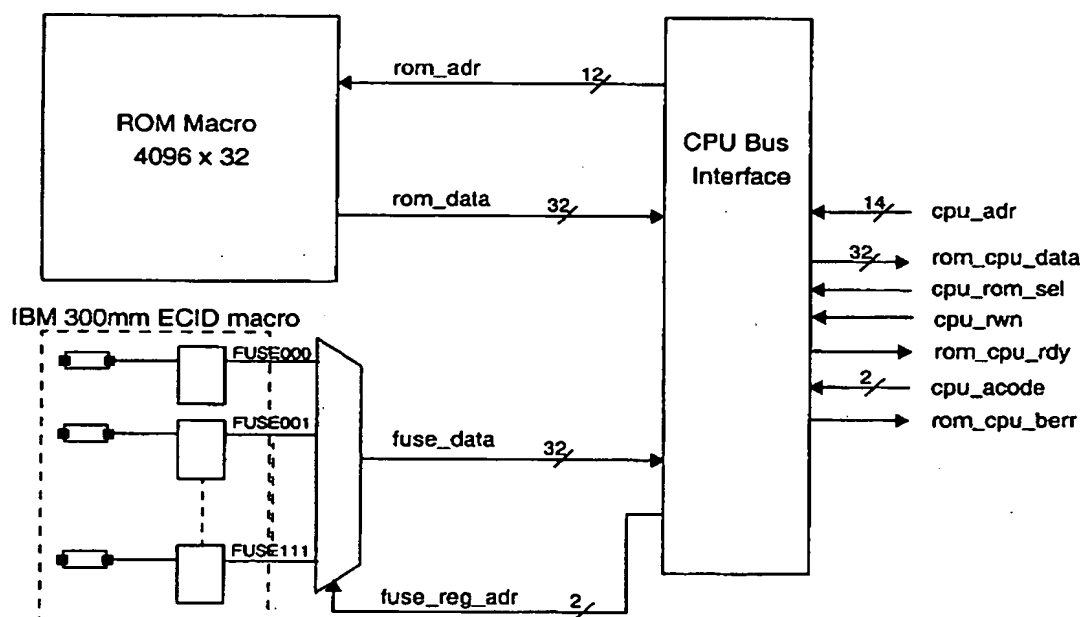 rom_adr
12
ROM Macro
4096 x 32
CPU Bus
Interface
rom_data
32
14
cpu_adr
32
rom_cpu_data
cpu_rom_sel
cpu_rwn
rom_cpu_rdy
2
cpu_acode
rom_cpu_berr
IBM 300mm ECID macro
FUSE000
FUSE001
fuse_data
32
FUSE111
fuse_reg_adr
2